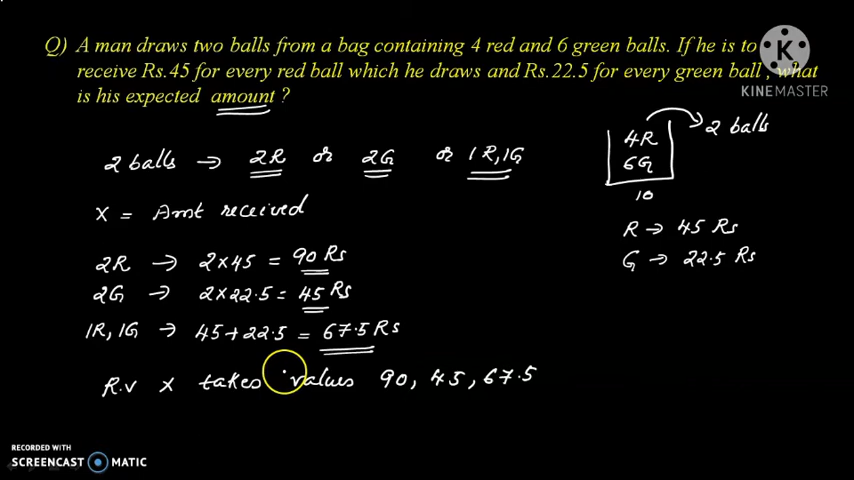 Q) A man draws two balls from a bag containing 4 red and 6 green balls. If he is to
receive Rs.45 for every red ball which he draws and Rs.22.5 for every green ball , what
is his expected amount ?
KINEMASTER
4R
6G
10
2 balls
2 balls → 2R or 2G or 1R,1G
X = Amt received
R → 45 Rs
G → 22.5 Rs
2R → 2×45 = 90 Rs
2G → 2×22.5 = 45 Rs
1R, 1G → 45+22.5 = 67.5 Rs
R.v X takes values 90, 45, 67.5
RECORDED WITH
SCREENCAST MATIC